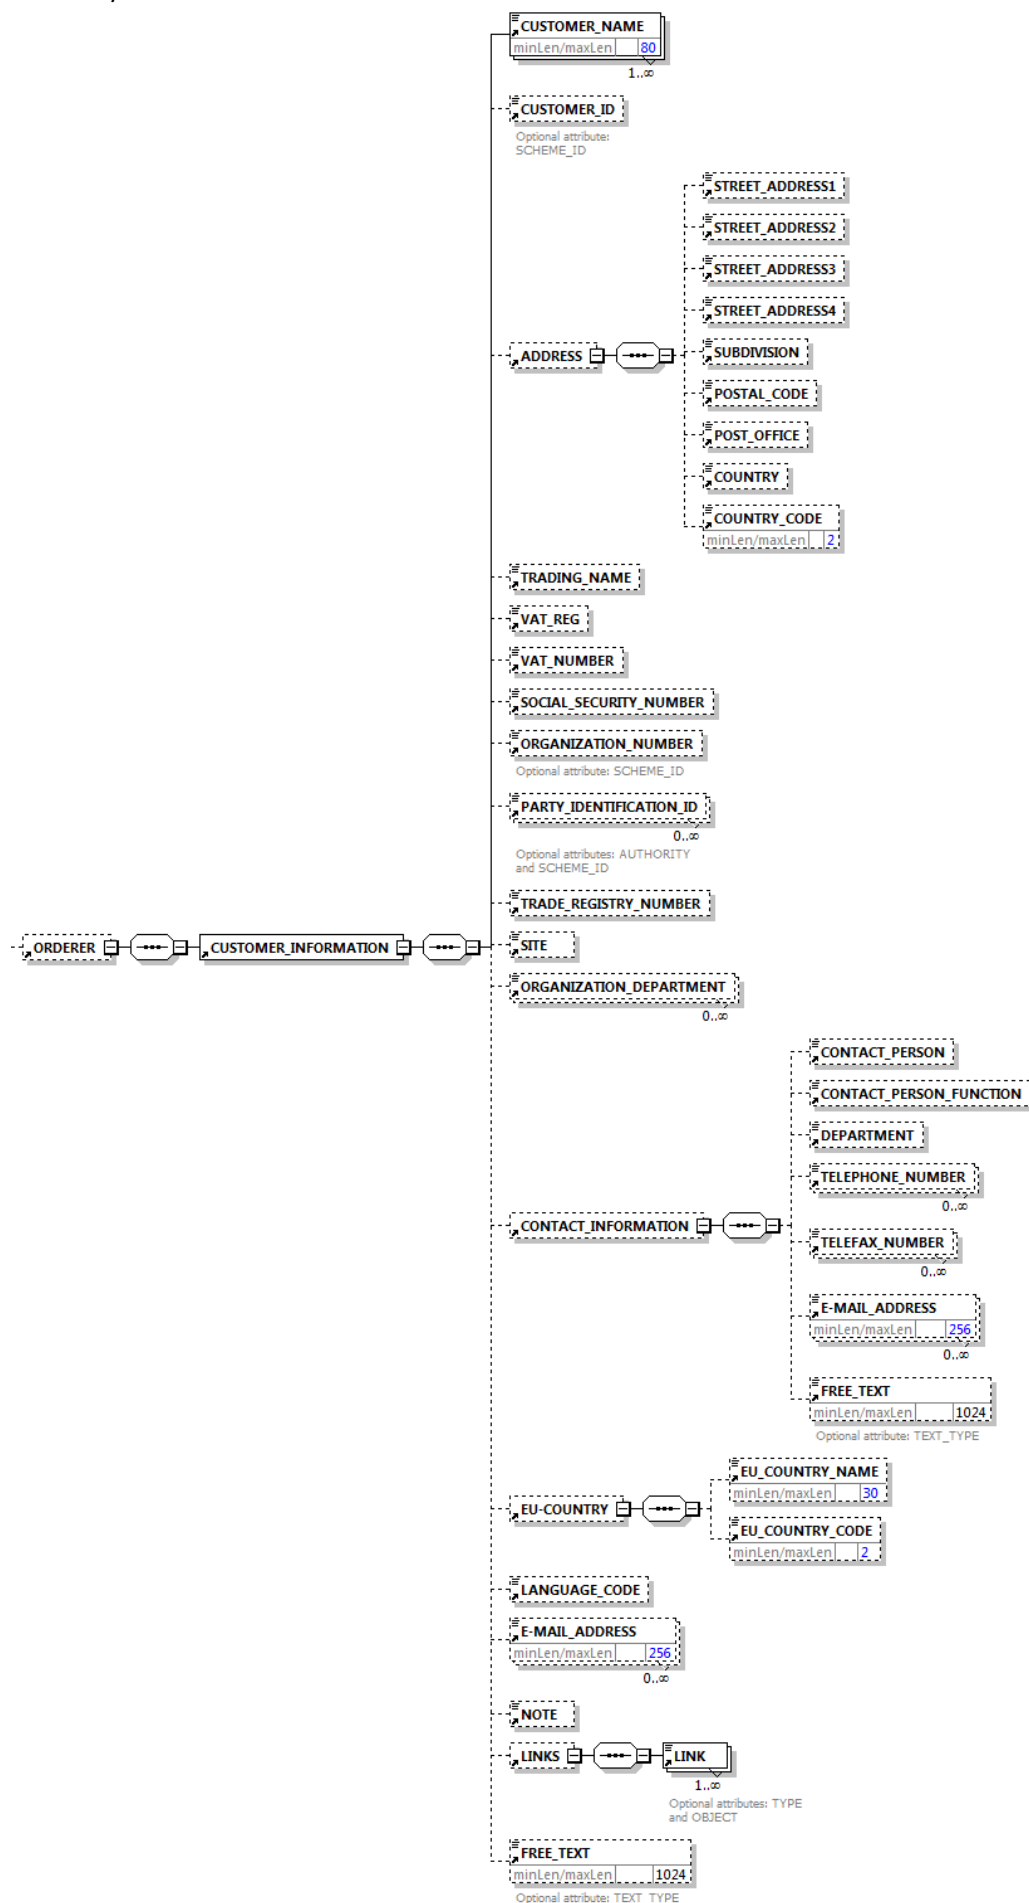 CUSTOMER_NAME
minLen/maxLen 80
1..∞
CUSTOMER_ID
Optional attribute:
SCHEME_ID
STREET_ADDRESS1
STREET_ADDRESS2
STREET_ADDRESS3
STREET_ADDRESS4
ADDRESS
SUBDIVISION
POSTAL_CODE
POST_OFFICE
COUNTRY
COUNTRY_CODE
minLen/maxLen 2
TRADING_NAME
VAT_REG
VAT_NUMBER
SOCIAL_SECURITY_NUMBER
ORGANIZATION_NUMBER
Optional attribute: SCHEME_ID
PARTY_IDENTIFICATION_ID
0..∞
Optional attributes: AUTHORITY
and SCHEME_ID
TRADE_REGISTRY_NUMBER
ORDERER
CUSTOMER_INFORMATION
SITE
ORGANIZATION_DEPARTMENT
0..∞
CONTACT_PERSON
CONTACT_PERSON_FUNCTION
DEPARTMENT
TELEPHONE_NUMBER
0..∞
CONTACT_INFORMATION
TELEFAX_NUMBER
0..∞
E-MAIL_ADDRESS
minLen/maxLen 256
0..∞
FREE_TEXT
minLen/maxLen 1024
Optional attribute: TEXT_TYPE
EU-COUNTRY
EU_COUNTRY_NAME
minLen/maxLen 30
EU_COUNTRY_CODE
minLen/maxLen 2
LANGUAGE_CODE
E-MAIL_ADDRESS
minLen/maxLen 256
0..∞
NOTE
LINKS
LINK
1..∞
Optional attributes: TYPE
and OBJECT
FREE_TEXT
minLen/maxLen 1024
Optional attribute: TEXT_TYPE